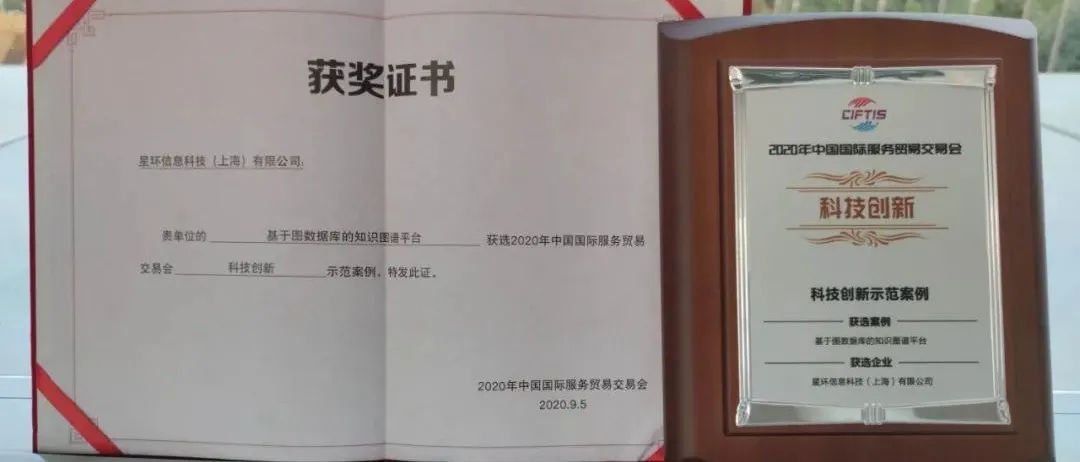 获奖证书
星环信息科技（上海）有限公司:
贵单位的 基于图数据库的知识图谱平台 获选2020年中国国际服务贸易
交易会 科技创新 示范案例，特发此证。
2020年中国国际服务贸易交易会
2020.9.5
CIFTIS
2020年中国国际服务贸易交易会
科技创新
科技创新示范案例
获选案例
基于图数据库的知识图谱平台
获选企业
星环信息科技（上海）有限公司